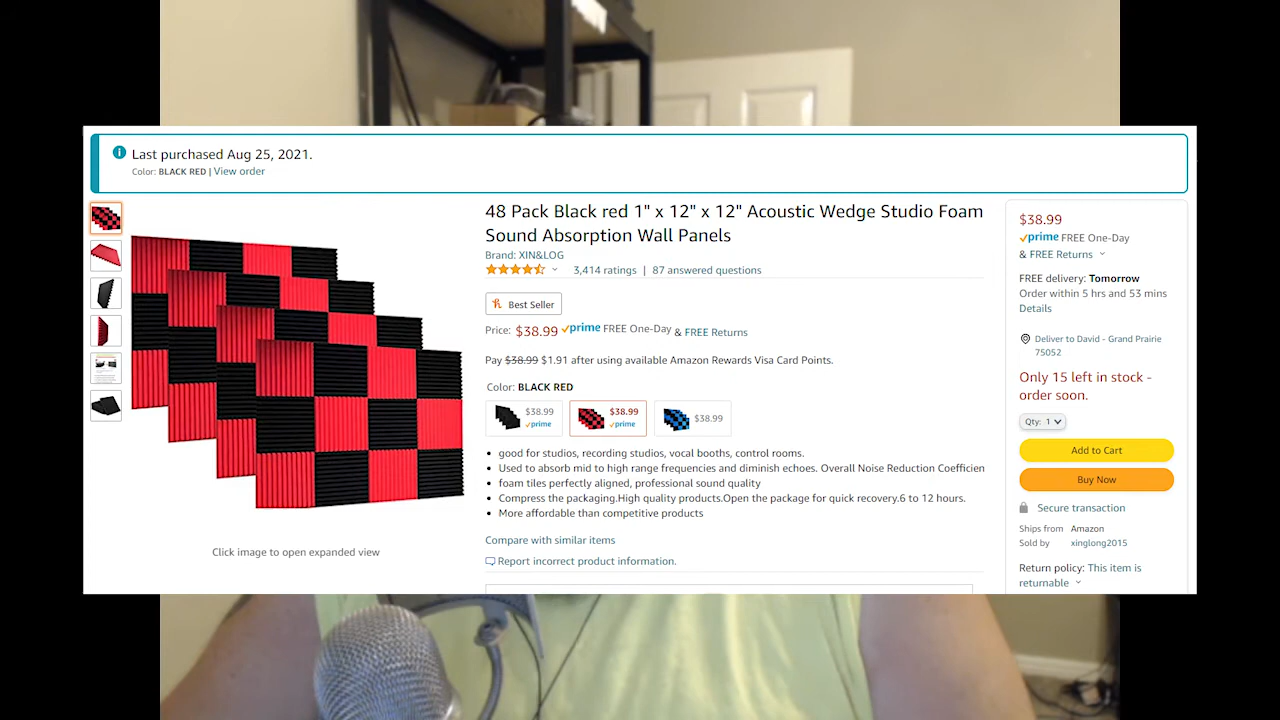 Last purchased Aug 25, 2021.
Color: BLACK RED | View order
48 Pack Black red 1" x 12" x 12" Acoustic Wedge Studio Foam
Sound Absorption Wall Panels
Brand: XIN&LOG
3,414 ratings | 87 answered questions
Best Seller
Price: $38.99 prime FREE One-Day & FREE Returns
Pay $38.99 $1.91 after using available Amazon Rewards Visa Card Points.
Color: BLACK RED
$38.99
prime
$38.99
prime
$38.99
good for studios, recording studios, vocal booths, control rooms.
Used to absorb mid to high range frequencies and diminish echoes. Overall Noise Reduction Coefficien
foam tiles perfectly aligned, professional sound quality
Compress the packaging.High quality products.Open the package for quick recovery.6 to 12 hours.
More affordable than competitive products
Compare with similar items
Report incorrect product information.
Click image to open expanded view
$38.99
prime FREE One-Day
& FREE Returns
FREE delivery: Tomorrow
Order within 5 hrs and 53 mins
Details
Deliver to David - Grand Prairie
75052
Only 15 left in stock -
order soon.
Qty: 1
Add to Cart
Buy Now
Secure transaction
Ships from Amazon
Sold by xinglong2015
Return policy: This item is
returnable